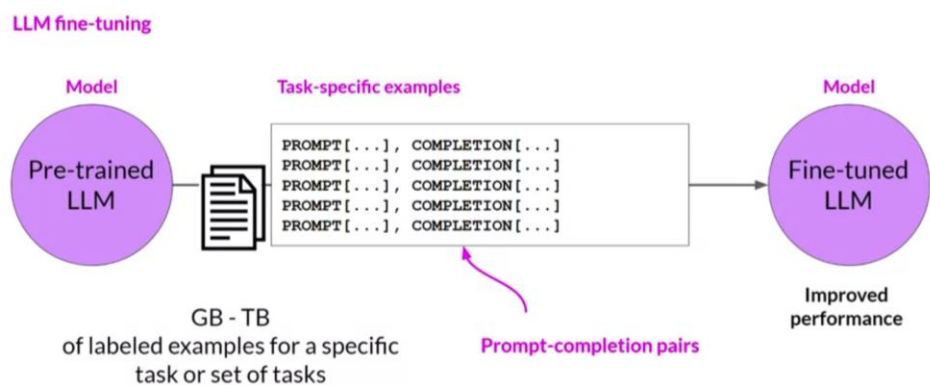 LLM fine-tuning
Model
Pre-trained
LLM
Task-specific examples
PROMPT[...], COMPLETION[...]
PROMPT[...], COMPLETION[...]
PROMPT[...], COMPLETION[...]
PROMPT[...], COMPLETION[...]
PROMPT[...], COMPLETION[...]
Model
Fine-tuned
LLM
Improved
performance
GB - TB
of labeled examples for a specific
task or set of tasks
Prompt-completion pairs